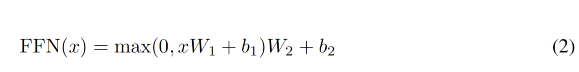 FFN(x) = max(0, xW₁ + b₁)W₂ + b₂ (2)